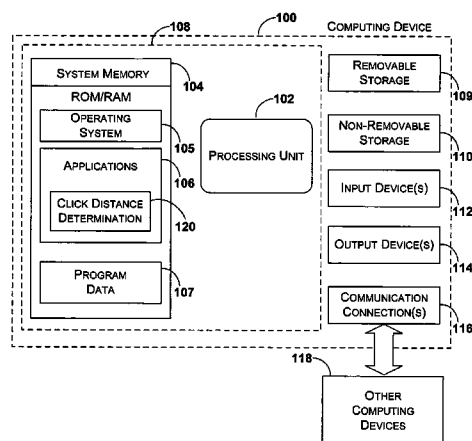 100
COMPUTING DEVICE
108
SYSTEM MEMORY
104
ROM/RAM
OPERATING SYSTEM
105
APPLICATIONS
106
CLICK DISTANCE DETERMINATION
120
PROGRAM DATA
107
102
PROCESSING UNIT
REMOVABLE STORAGE
109
NON-REMOVABLE STORAGE
110
INPUT DEVICE(S)
112
OUTPUT DEVICE(S)
114
COMMUNICATION CONNECTION(S)
116
118
OTHER COMPUTING DEVICES